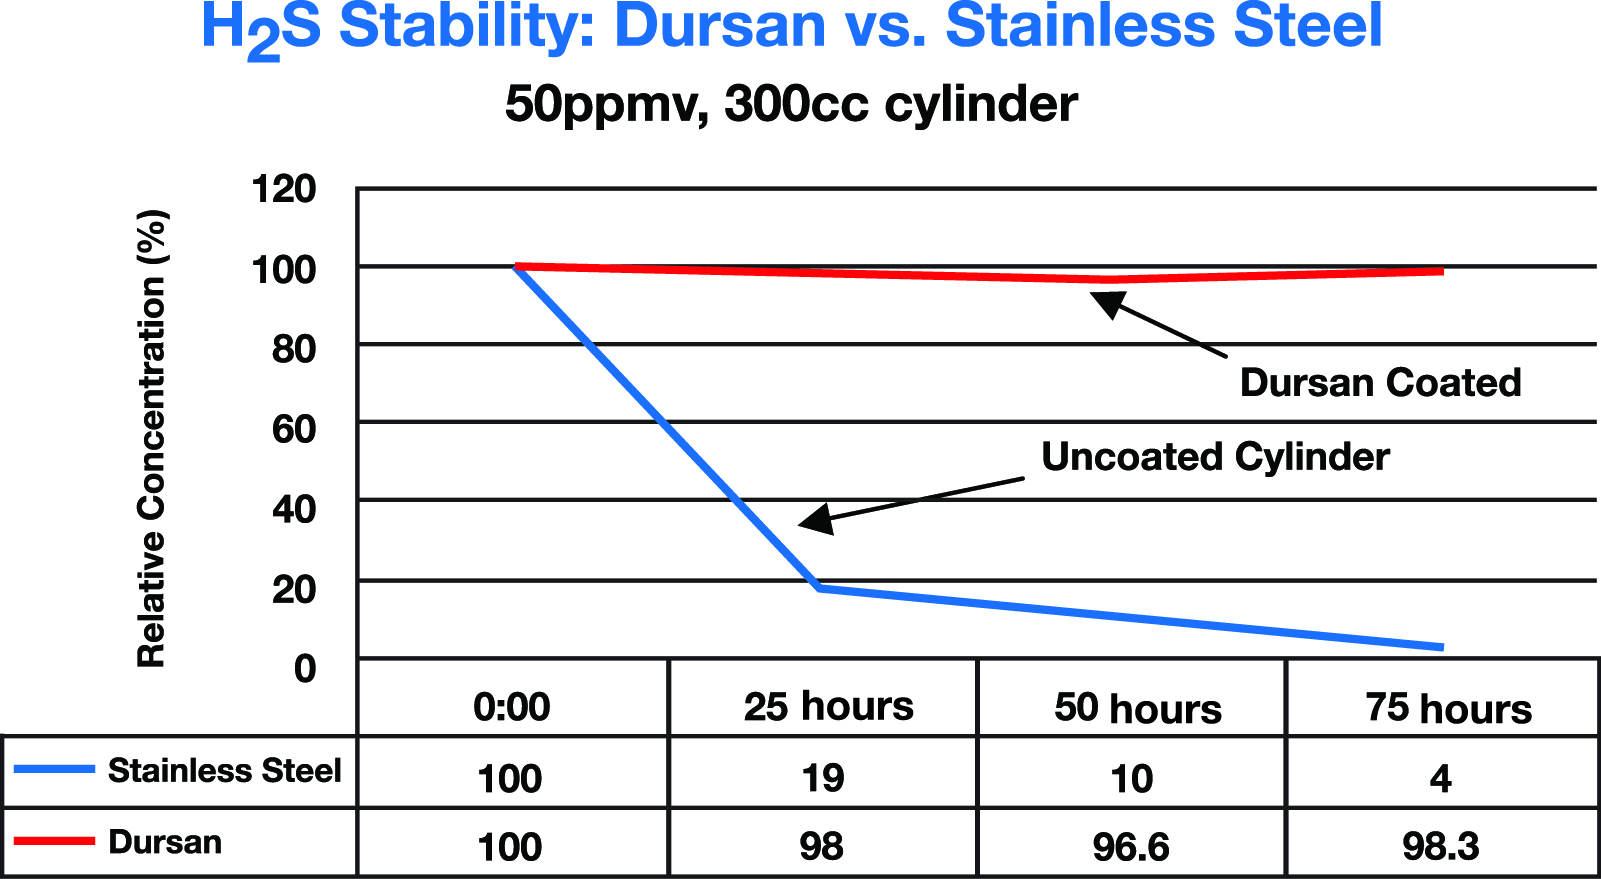 H2S Stability: Dursan vs. Stainless Steel
50ppmv, 300cc cylinder
Relative Concentration (%)
120
100
80
60
40
20
0
Dursan Coated
Uncoated Cylinder
0:00 25 hours 50 hours 75 hours
Stainless Steel 100 19 10 4
Dursan 100 98 96.6 98.3